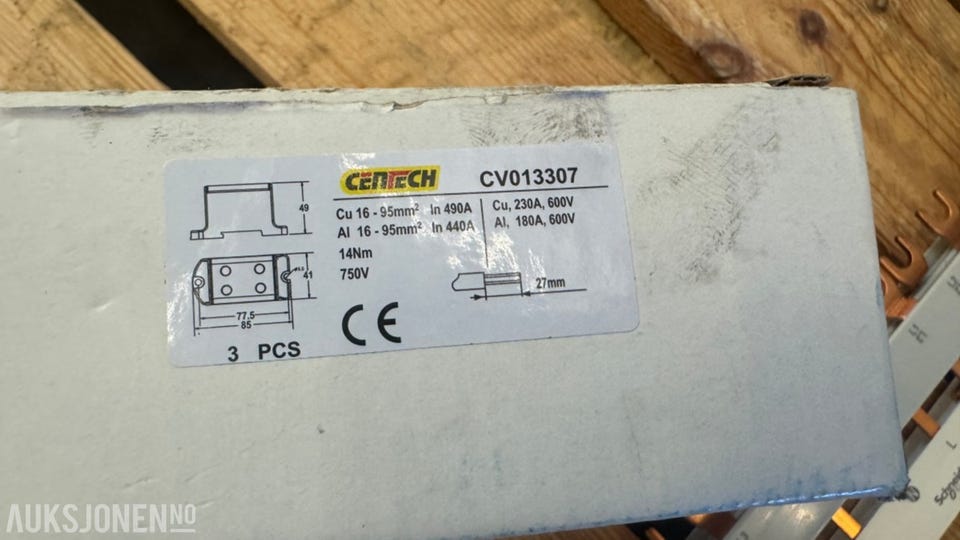 CENTECH CV013307
Cu 16 - 95mm² In 490A Cu, 230A, 600V
Al 16 - 95mm² In 440A Al, 180A, 600V
14Nm
750V
27mm
49
41
77,5
85
3 PCS
CE
L
Schneider
AUKSJONEN.NO